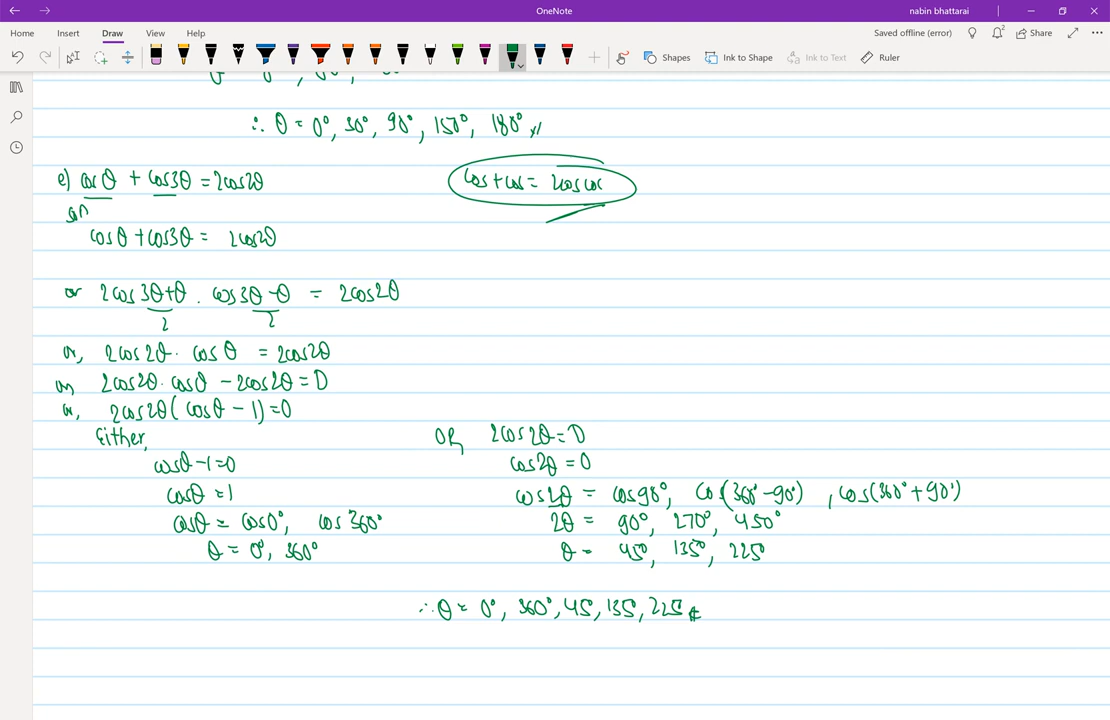 OneNote
nabin bhattarai
Home Insert Draw View Help
Saved offline (error)
Share
Shapes
Ink to Shape
Ink to Text
Ruler
∴ θ = 0°, 30°, 90°, 150°, 180°
e) cosθ + cos3θ = 2cos2θ
cos + cos = 2cos cos
soln
cosθ + cos3θ = 2cos2θ
or 2cos 3θ+θ/2 . cos 3θ-θ/2 = 2cos2θ
or, 2cos2θ . cosθ = 2cos2θ
or, 2cos2θ . cosθ - 2cos2θ = 0
or, 2cos2θ (cosθ - 1) = 0
Either,
cosθ - 1 = 0
cosθ = 1
cosθ = cos0°, cos360°
θ = 0°, 360°
OR, 2cos2θ = 0
cos2θ = 0
cos2θ = cos90°, cos(360°-90°), cos(360°+90°)
2θ = 90°, 270°, 450°
θ = 45°, 135°, 225°
∴ θ = 0°, 360°, 45°, 135°, 225°